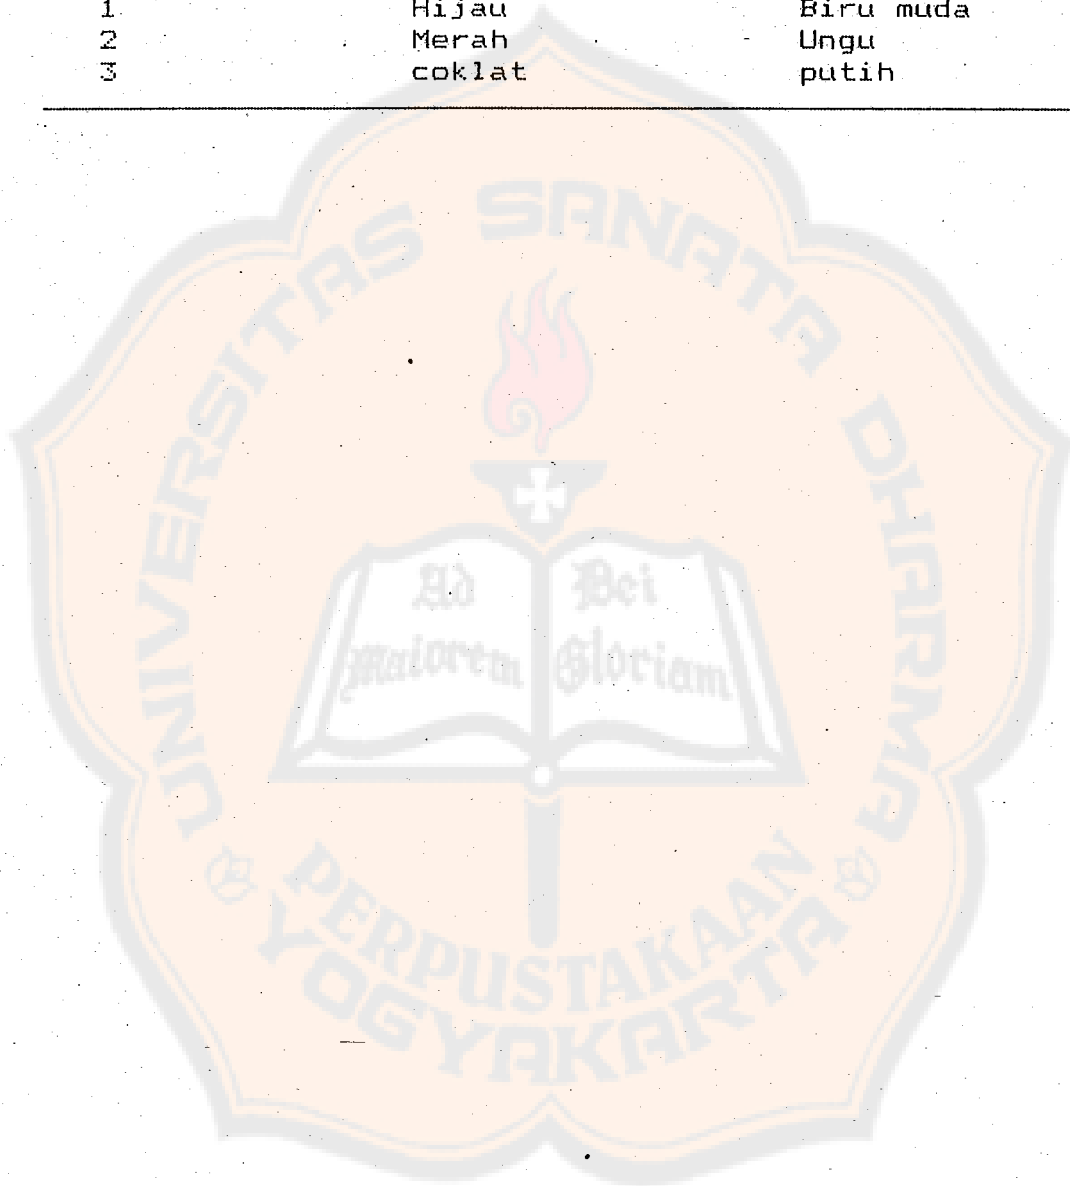 1 Hijau Biru muda
2 Merah Ungu
3 coklat putih
UNIVERSITAS SANATA DHARMA
Ad Dei
maiorem Gloriam
PERPUSTAKAAN
YOGYAKARTA